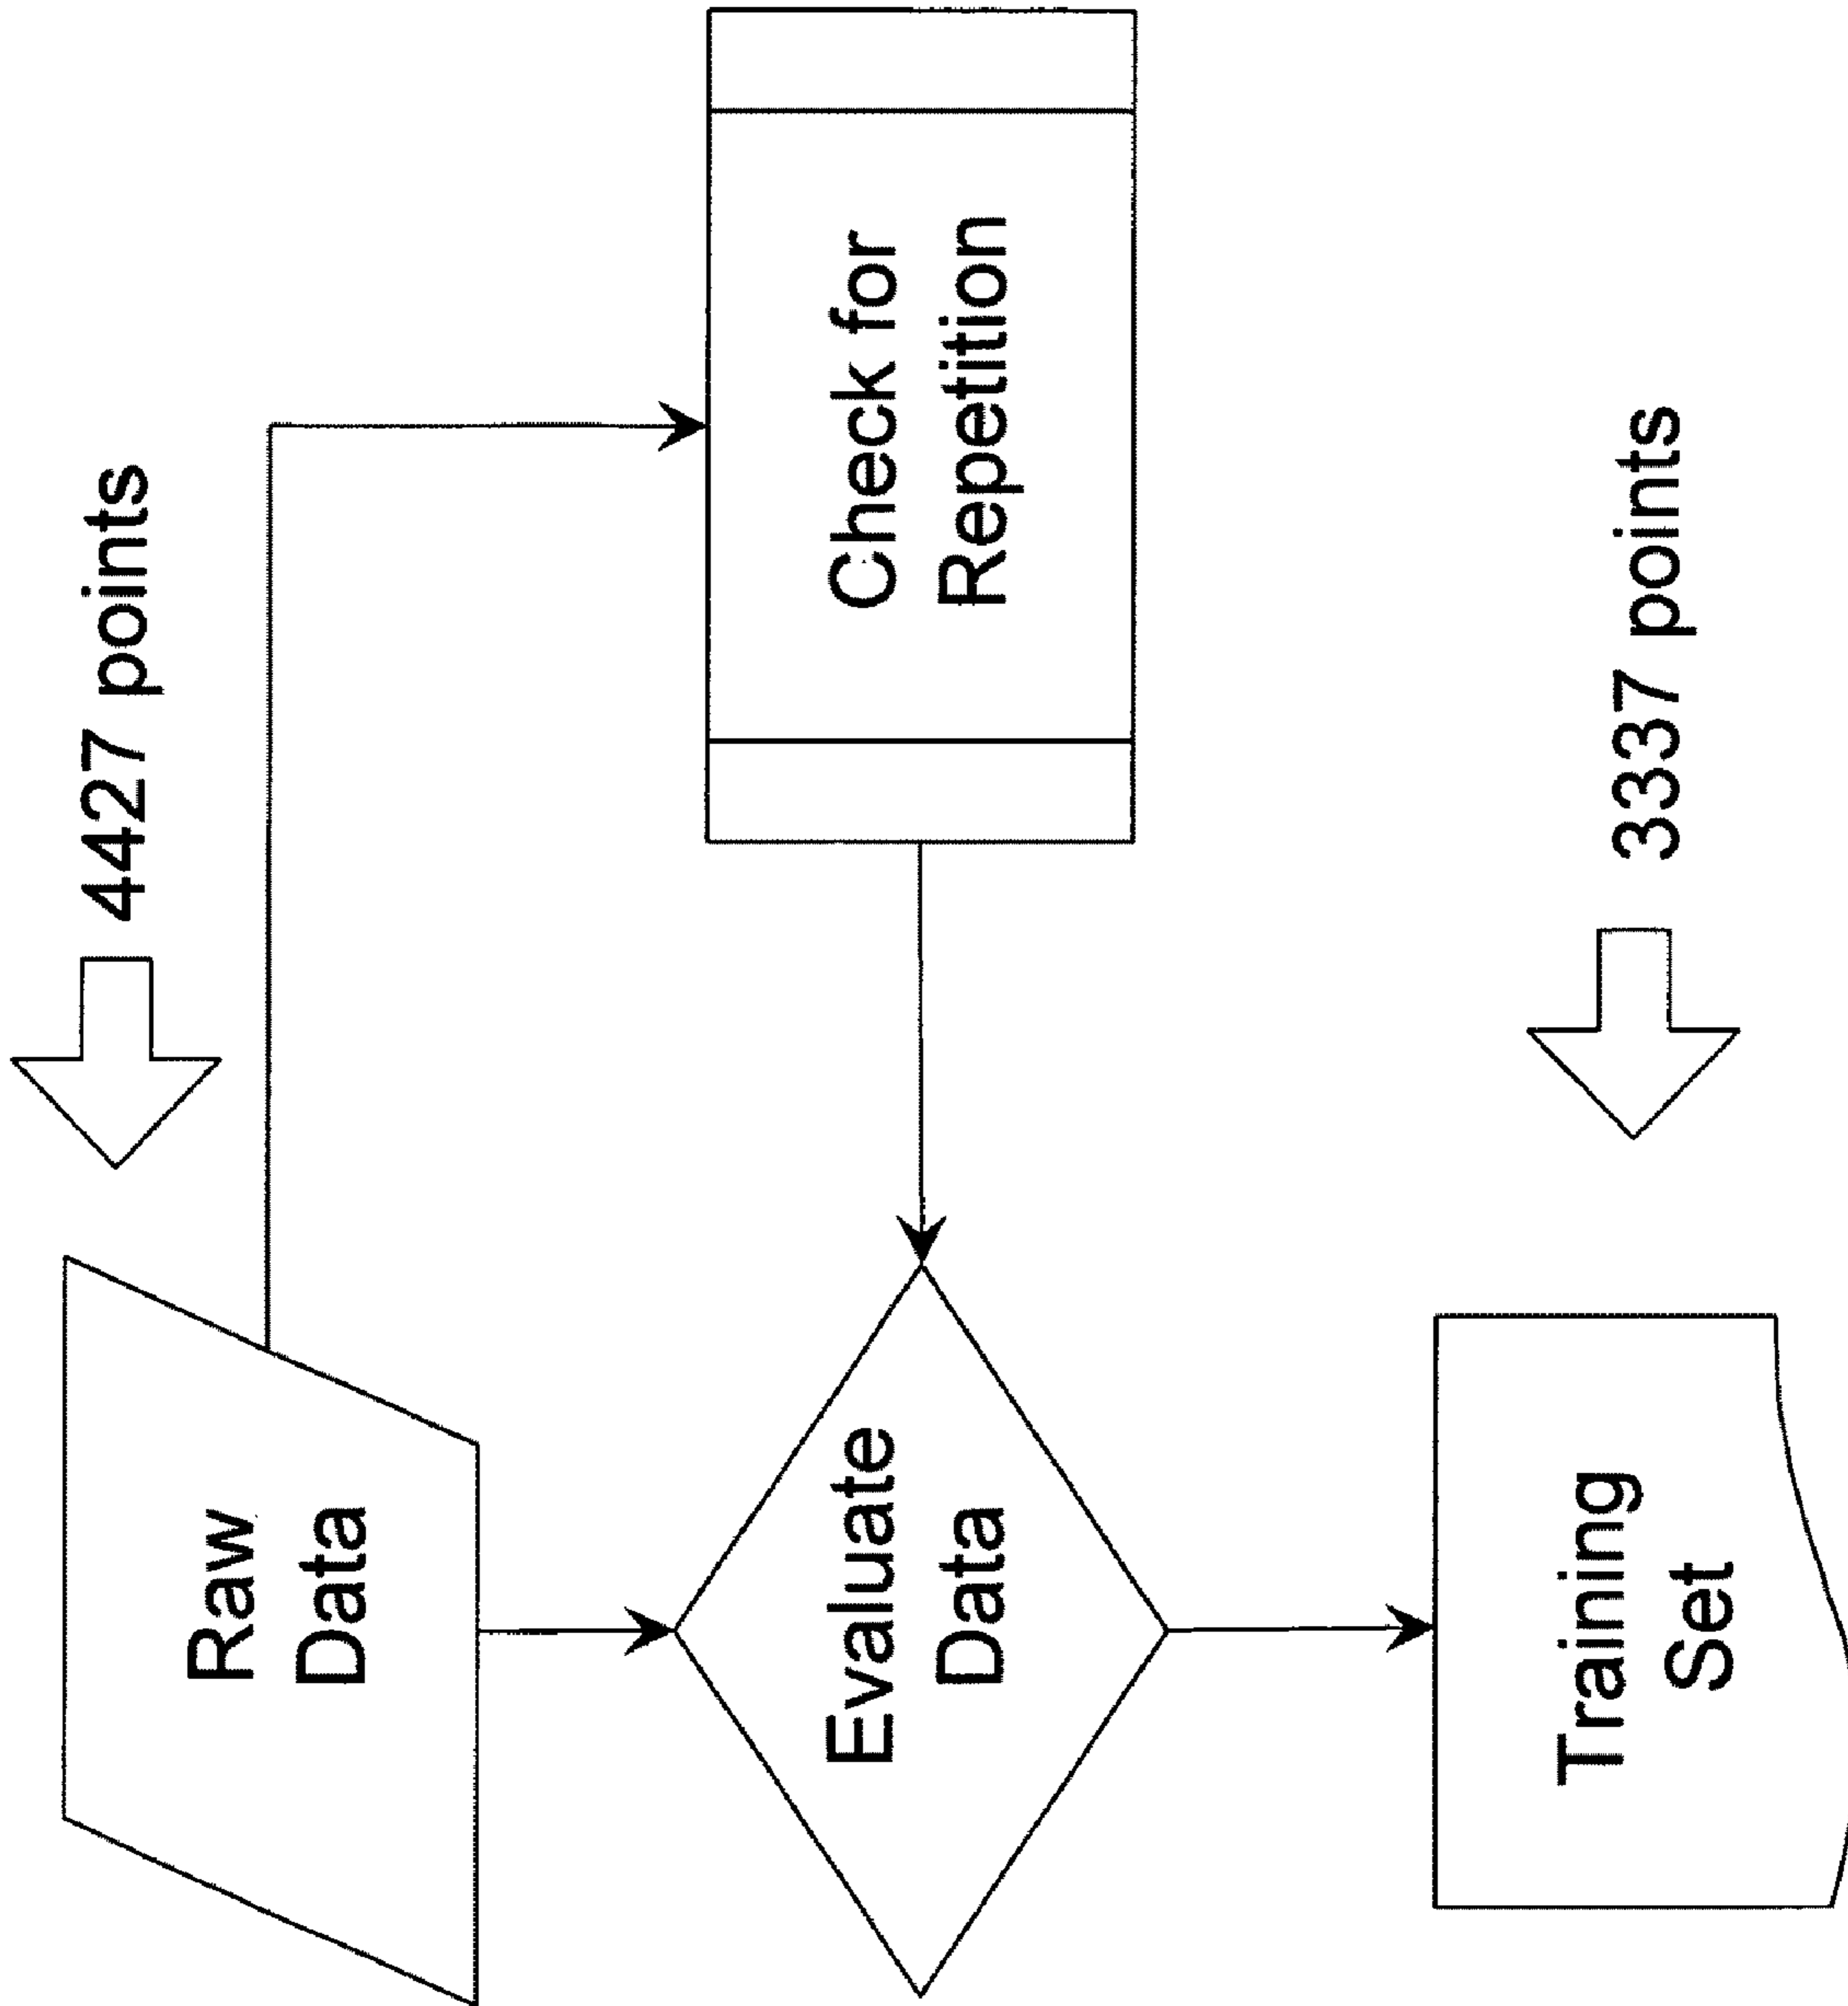 4427 points
Raw
Data
Check for
Repetition
Evaluate
Data
3337 points
Training
Set